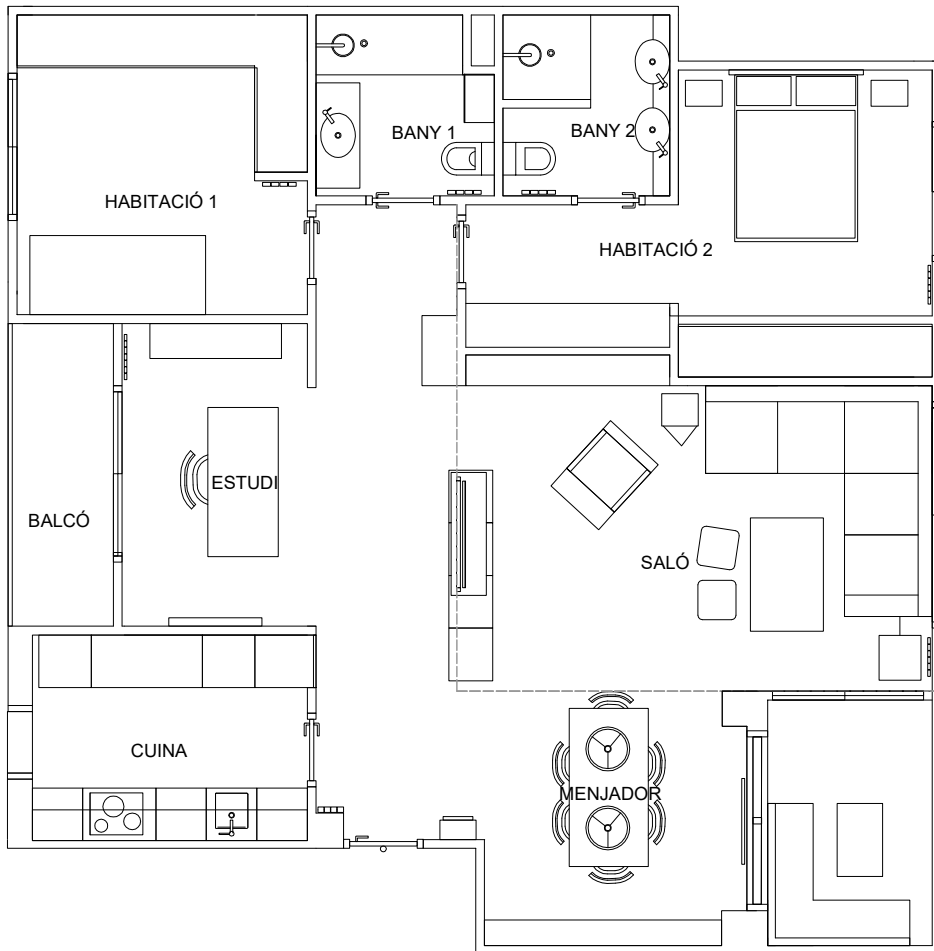 BANY 1
BANY 2
HABITACIÓ 1
HABITACIÓ 2
ESTUDI
BALCÓ
SALÓ
CUINA
MENJADOR